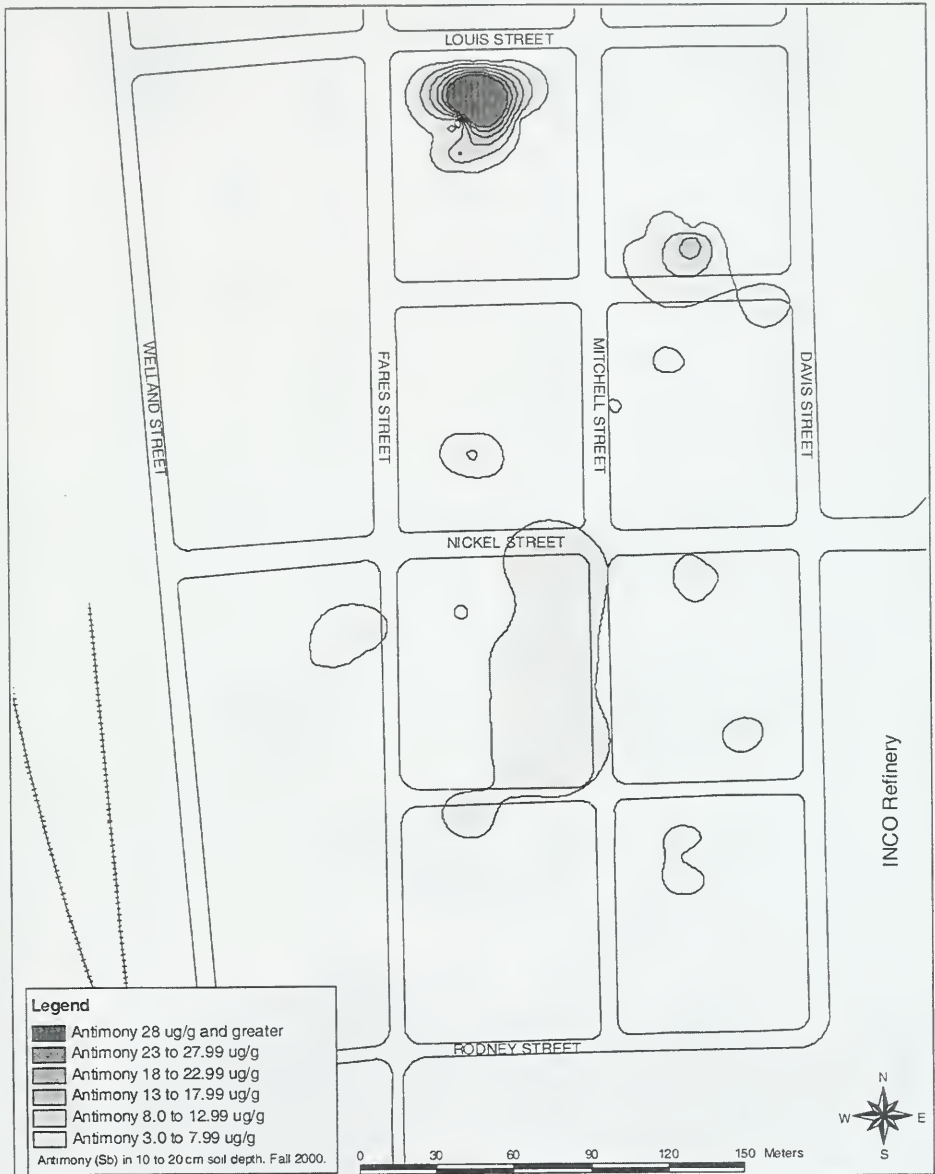 LOUIS STREET
WELLAND STREET
FARES STREET
MITCHELL STREET
DAVIS STREET
NICKEL STREET
INCO Refinery
RODNEY STREET
Legend
Antimony 28 ug/g and greater
Antimony 23 to 27.99 ug/g
Antimony 18 to 22.99 ug/g
Antimony 13 to 17.99 ug/g
Antimony 8.0 to 12.99 ug/g
Antimony 3.0 to 7.99 ug/g
Antimony (Sb) in 10 to 20 cm soil depth. Fall 2000.
0 30 60 90 120 150 Meters
N
W E
S